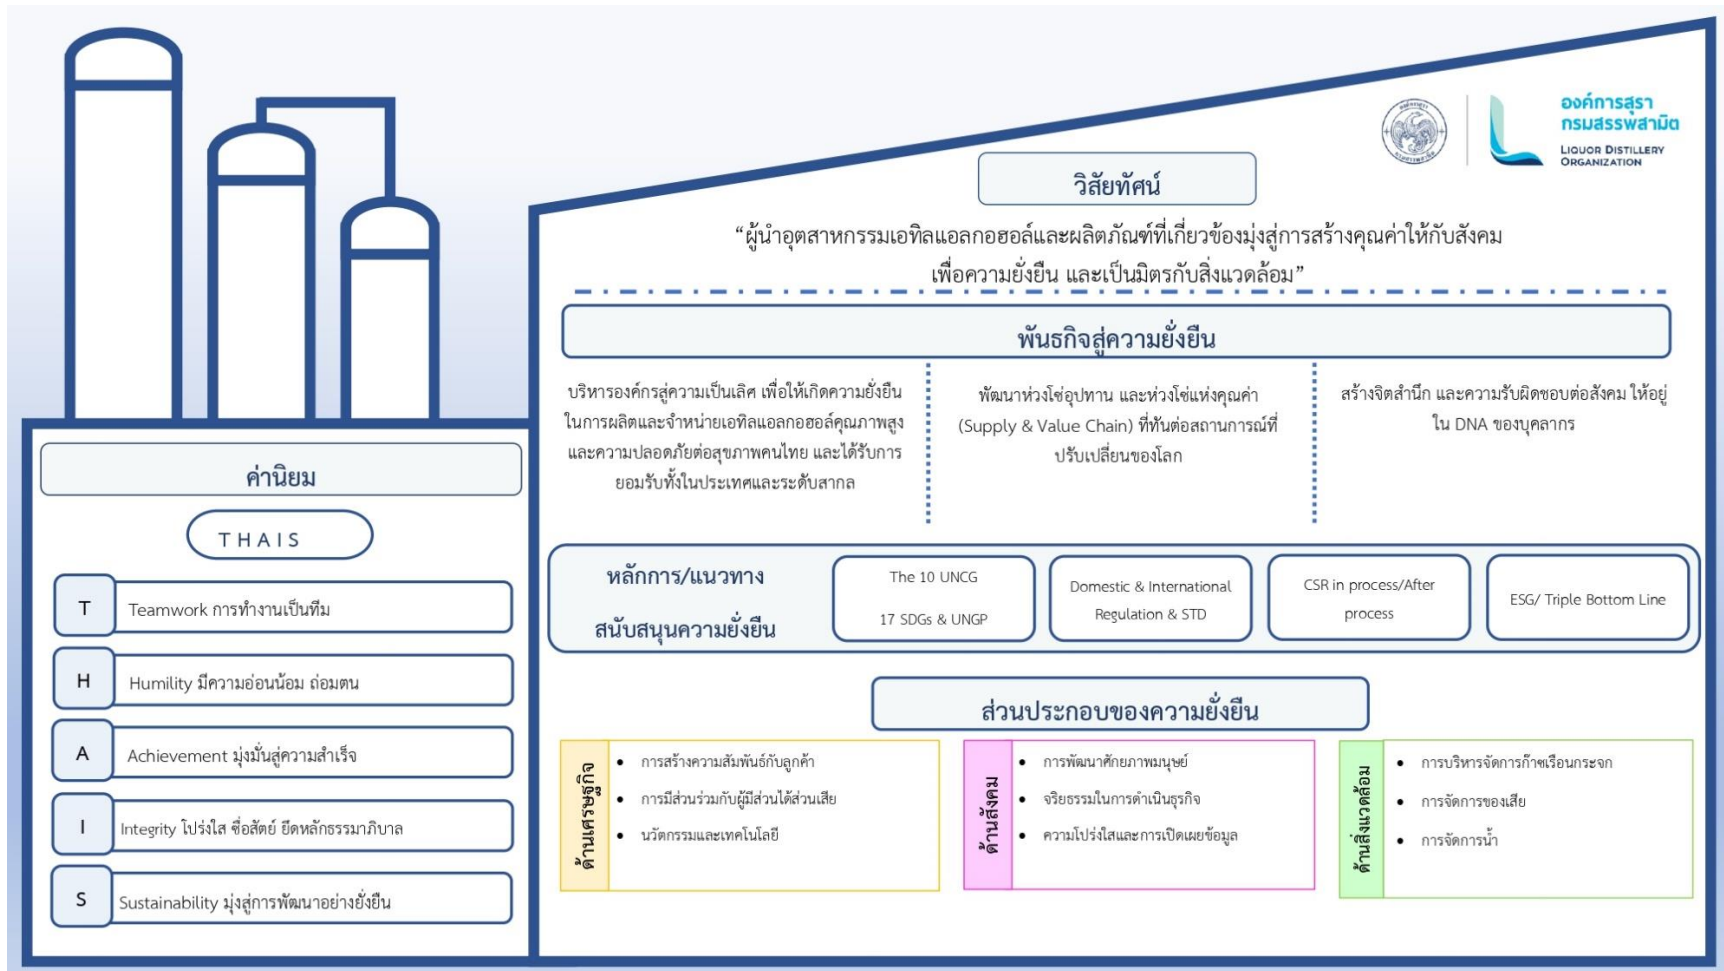 องค์การสุรา
กรมสรรพสามิต
LIQUOR DISTILLERY
ORGANIZATION
วิสัยทัศน์
“ผู้นำอุตสาหกรรมเอทิลแอลกอฮอล์และผลิตภัณฑ์ที่เกี่ยวข้องมุ่งสู่การสร้างคุณค่าให้กับสังคม
เพื่อความยั่งยืน และเป็นมิตรกับสิ่งแวดล้อม”
พันธกิจสู่ความยั่งยืน
บริหารองค์กรสู่ความเป็นเลิศ เพื่อให้เกิดความยั่งยืน
ในการผลิตและจำหน่ายเอทิลแอลกอฮอล์คุณภาพสูง
และความปลอดภัยต่อสุขภาพคนไทย และได้รับการ
ยอมรับทั้งในประเทศและระดับสากล
พัฒนาห่วงโซ่อุปทาน และห่วงโซ่แห่งคุณค่า
(Supply & Value Chain) ที่ทันต่อสถานการณ์ที่
ปรับเปลี่ยนของโลก
สร้างจิตสำนึก และความรับผิดชอบต่อสังคม ให้อยู่
ใน DNA ของบุคลากร
ค่านิยม
THAIS
T
Teamwork การทำงานเป็นทีม
H
Humility มีความอ่อนน้อม ถ่อมตน
A
Achievement มุ่งมั่นสู่ความสำเร็จ
I
Integrity โปร่งใส ซื่อสัตย์ ยึดหลักธรรมาภิบาล
S
Sustainability มุ่งสู่การพัฒนาอย่างยั่งยืน
หลักการ/แนวทาง
สนับสนุนความยั่งยืน
The 10 UNCG
17 SDGs & UNGP
Domestic & International
Regulation & STD
CSR in process/After
process
ESG/ Triple Bottom Line
ส่วนประกอบของความยั่งยืน
ด้านเศรษฐกิจ
• การสร้างความสัมพันธ์กับลูกค้า
• การมีส่วนร่วมกับผู้มีส่วนได้ส่วนเสีย
• นวัตกรรมและเทคโนโลยี
ด้านสังคม
• การพัฒนาศักยภาพมนุษย์
• จริยธรรมในการดำเนินธุรกิจ
• ความโปร่งใสและการเปิดเผยข้อมูล
ด้านสิ่งแวดล้อม
• การบริหารจัดการก๊าซเรือนกระจก
• การจัดการของเสีย
• การจัดการน้ำ